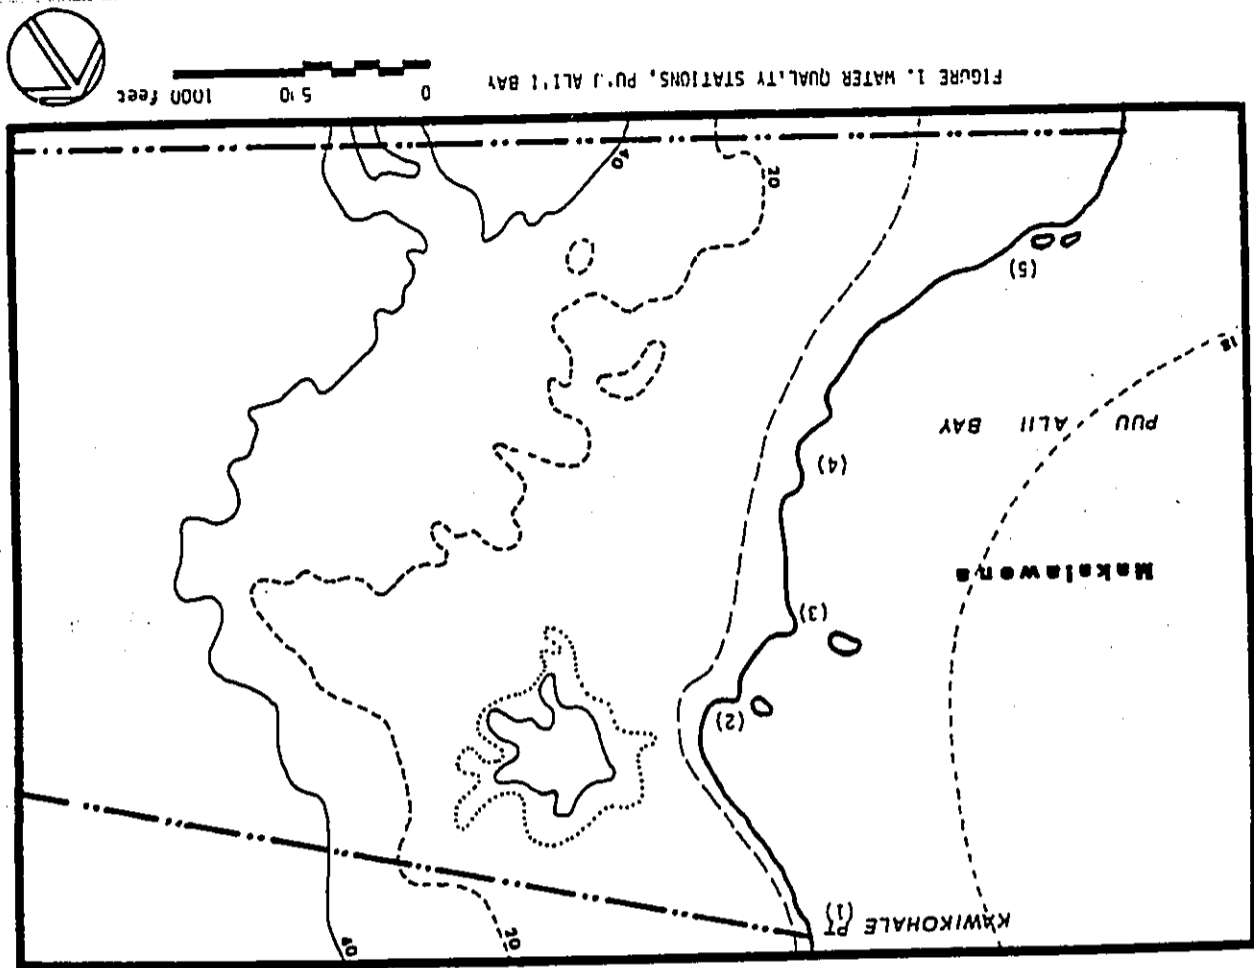 KAWIKOHALE PT
(1)
20
40
(2)
(3)
Makalawena
(4)
PUU ALII BAY
18
(5)
20
40
FIGURE 1. WATER QUALITY STATIONS, PU'U ALI'I BAY
0 500 1000 feet